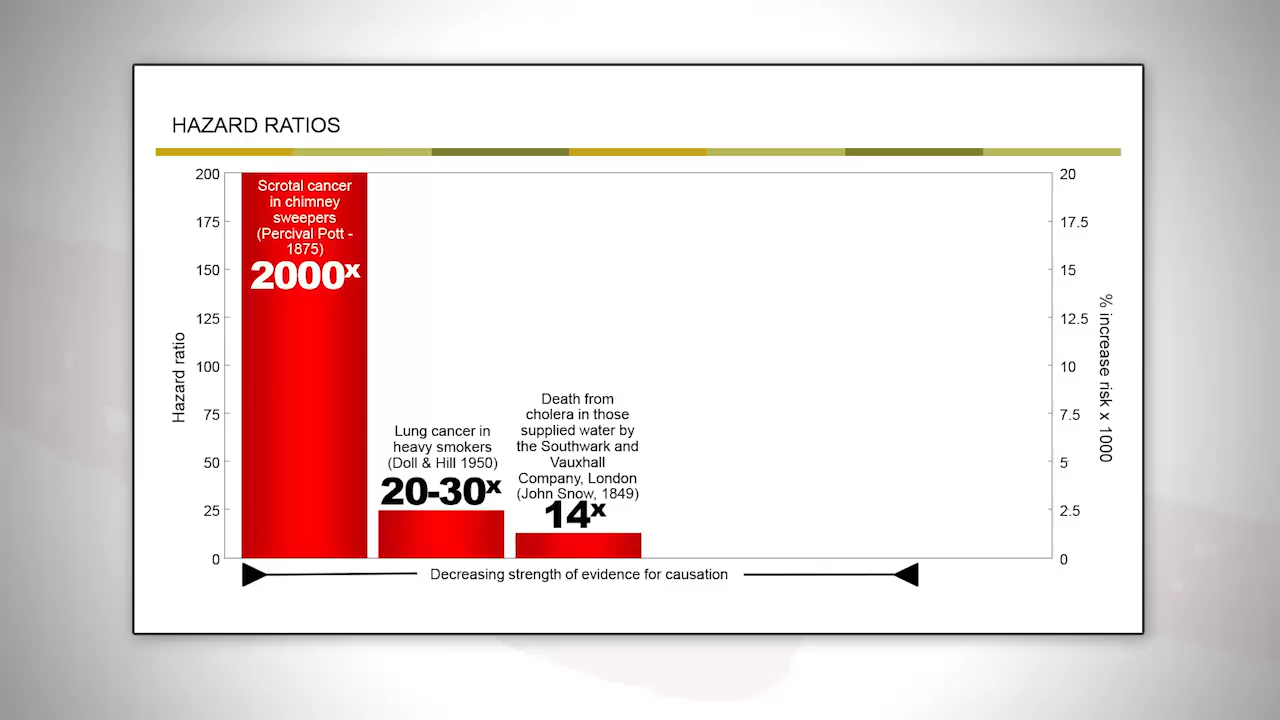 HAZARD RATIOS
200
175
150
125
100
75
50
25
0
Hazard ratio
Scrotal cancer
in chimney
sweepers
(Percival Pott -
1875)
2000x
Lung cancer in
heavy smokers
(Doll & Hill 1950)
20-30x
Death from
cholera in those
supplied water by
the Southwark and
Vauxhall
Company, London
(John Snow, 1849)
14x
20
17.5
15
12.5
10
7.5
5
2.5
0
% increase risk x 1000
Decreasing strength of evidence for causation